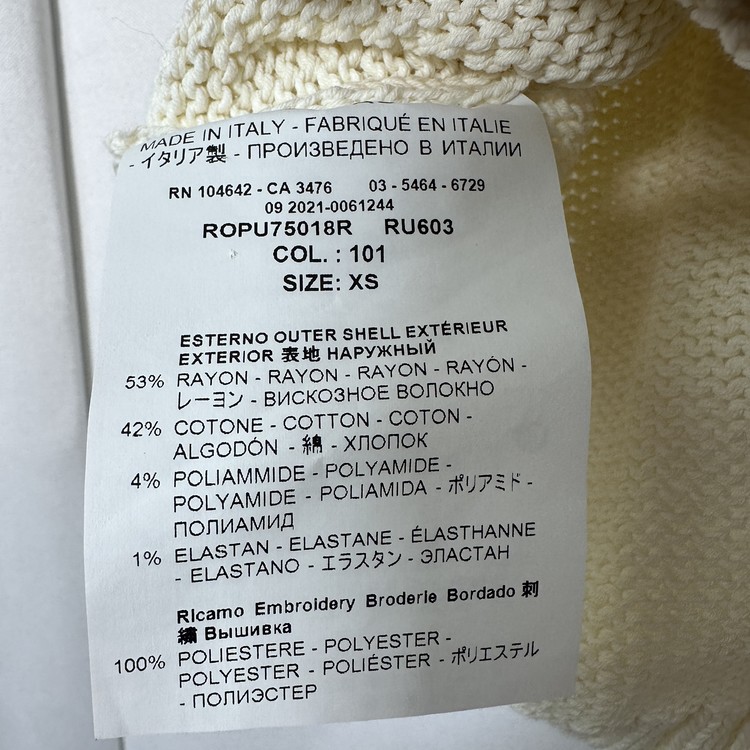 MADE IN ITALY - FABRIQUÉ EN ITALIE
- イタリア製 - ПРОИЗВЕДЕНО В ИТАЛИИ
RN 104642 - CA 3476 03 - 5464 - 6729
09 2021-0061244
ROPU75018R RU603
COL. : 101
SIZE: XS
ESTERNO OUTER SHELL EXTÉRIEUR
EXTERIOR 表地 НАРУЖНЫЙ
53% RAYON - RAYON - RAYON - RAYÓN -
レーヨン - ВИСКОЗНОЕ ВОЛОКНО
42% COTONE - COTTON - COTON -
ALGODÓN - 綿 - ХЛОПОК
4% POLIAMMIDE - POLYAMIDE -
POLYAMIDE - POLIAMIDA - ポリアミド -
ПОЛИАМИД
1% ELASTAN - ELASTANE - ÉLASTHANNE
- ELASTANO - エラスタン - ЭЛАСТАН
Ricamo Embroidery Broderie Bordado 刺
繍 Вышивка
100% POLIESTERE - POLYESTER -
POLYESTER - POLIÉSTER - ポリエステル
- ПОЛИЭСТЕР